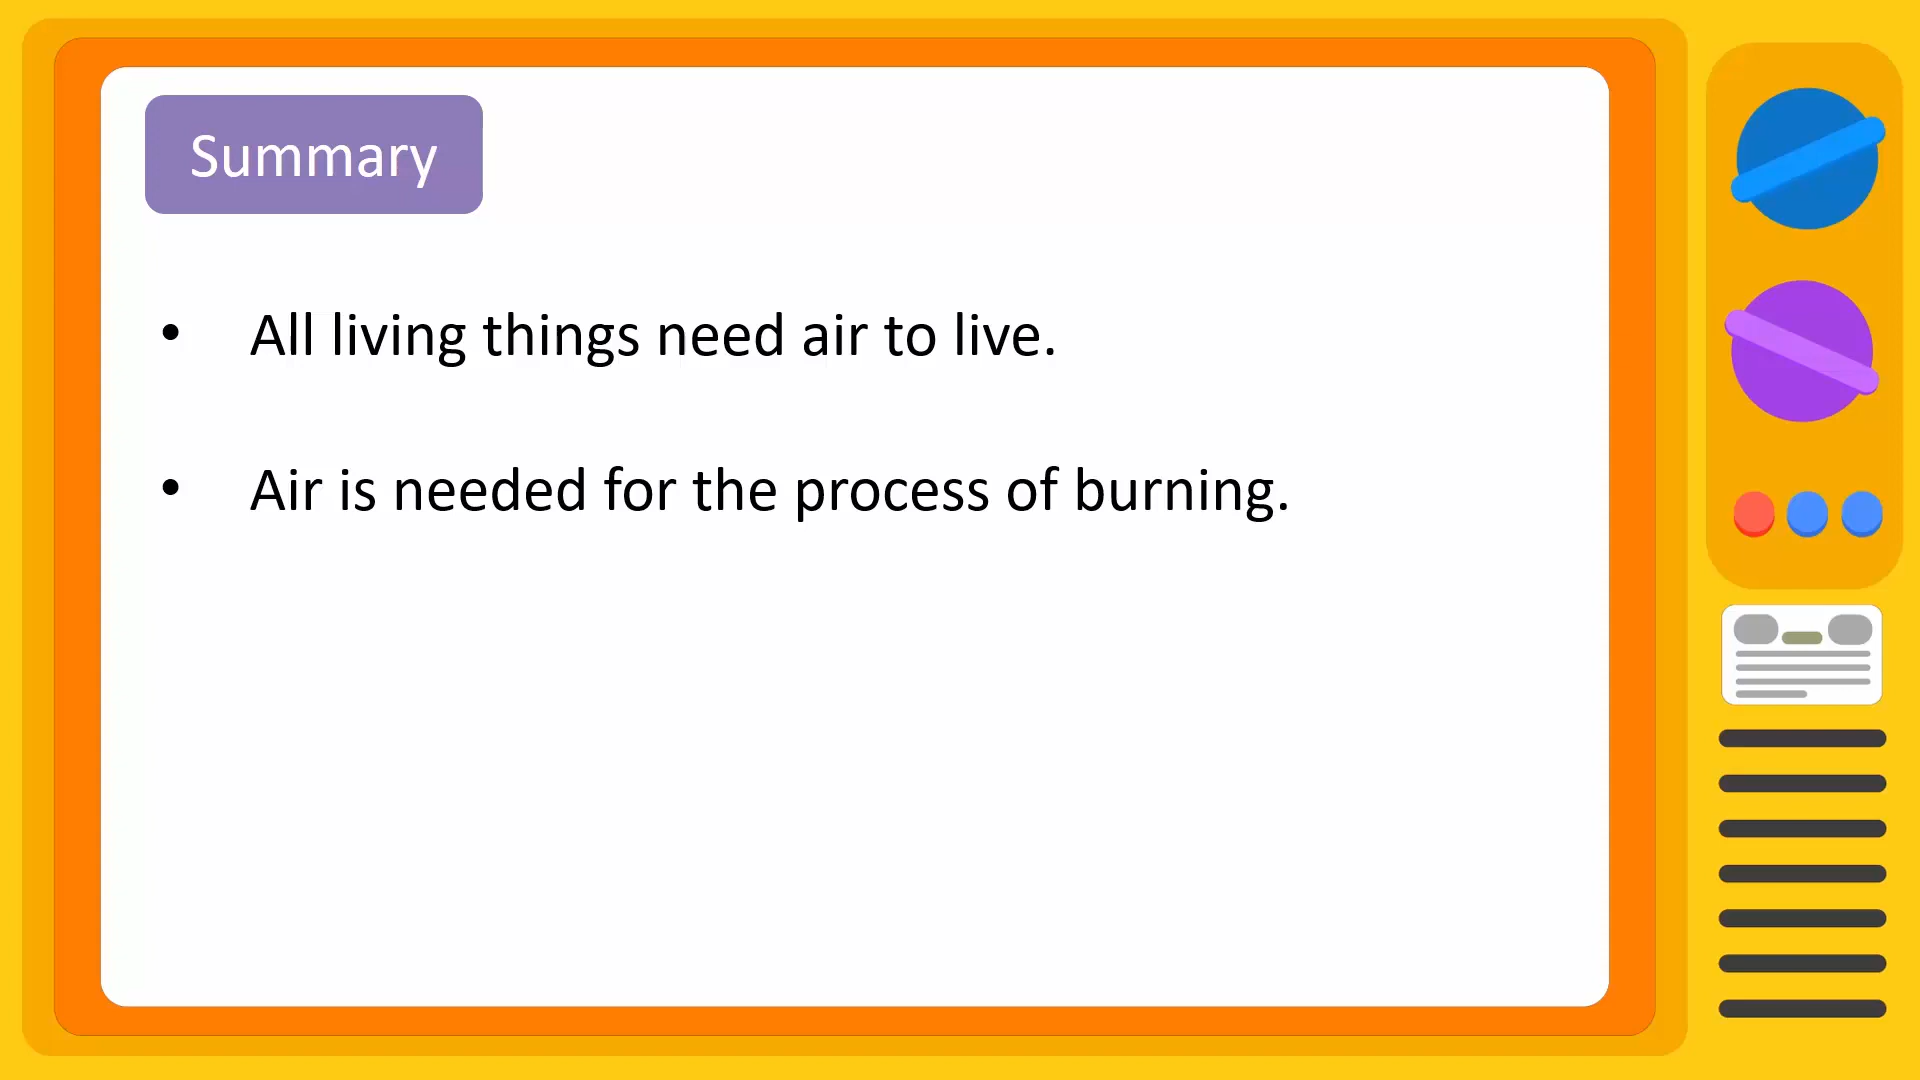 Summary
• All living things need air to live.
• Air is needed for the process of burning.